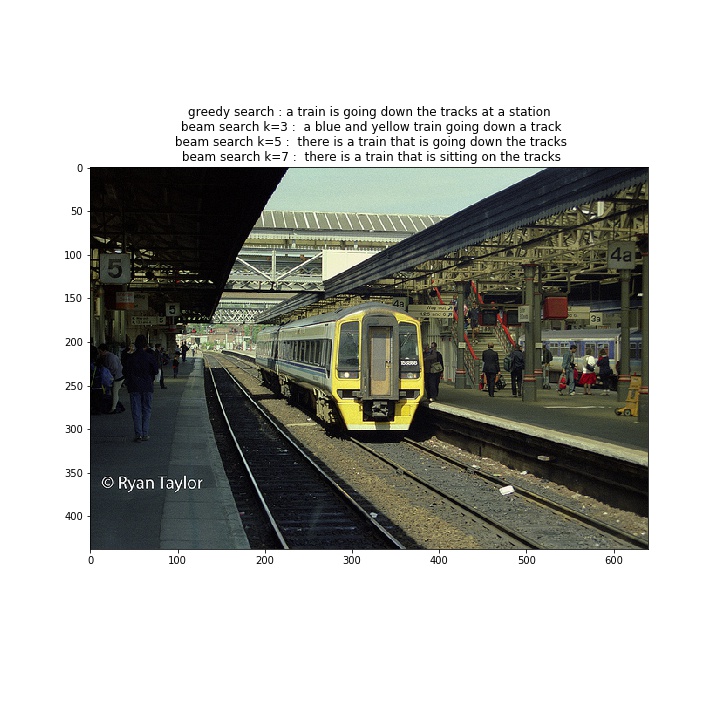 greedy search : a train is going down the tracks at a station
beam search k=3 :  a blue and yellow train going down a track
beam search k=5 :  there is a train that is going down the tracks
beam search k=7 :  there is a train that is sitting on the tracks
0
50
100
150
200
250
300
350
400
5
4a
5
4a
3a
© Ryan Taylor
0 100 200 300 400 500 600